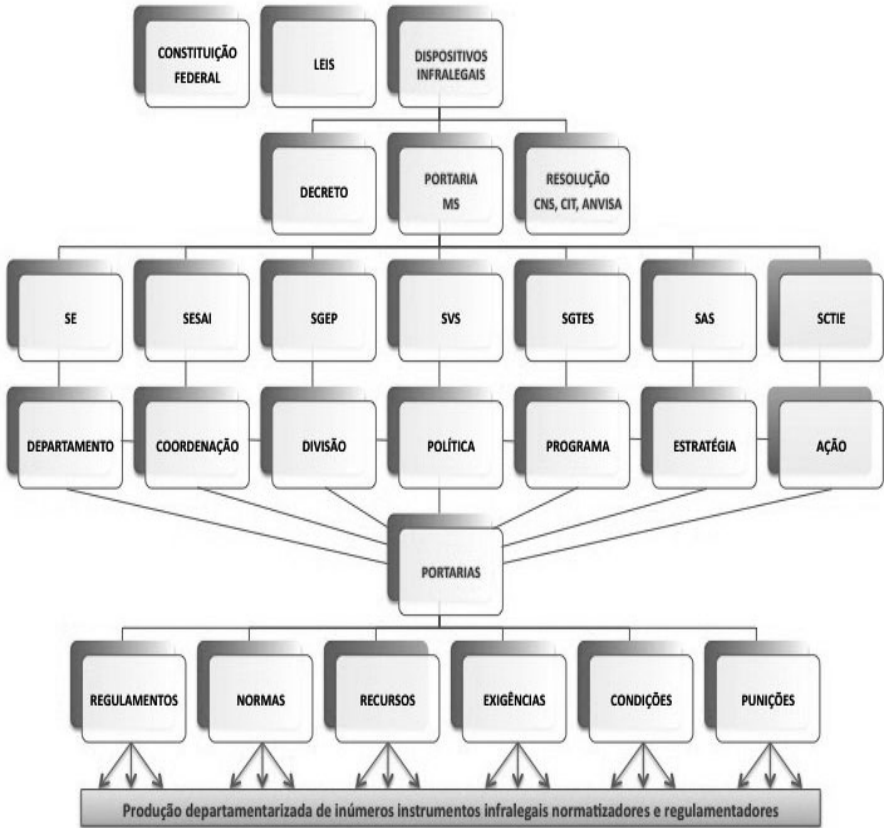 CONSTITUIÇÃO
FEDERAL
LEIS
DISPOSITIVOS
INFRALEGAIS
DECRETO
PORTARIA
MS
RESOLUÇÃO
CNS, CIT, ANVISA
SE
SESAI
SGEP
SVS
SGTES
SAS
SCTIE
DEPARTAMENTO
COORDENAÇÃO
DIVISÃO
POLÍTICA
PROGRAMA
ESTRATÉGIA
AÇÃO
PORTARIAS
REGULAMENTOS
NORMAS
RECURSOS
EXIGÊNCIAS
CONDIÇÕES
PUNIÇÕES
Produção departamentarizada de inúmeros instrumentos infralegais normatizadores e regulamentadores